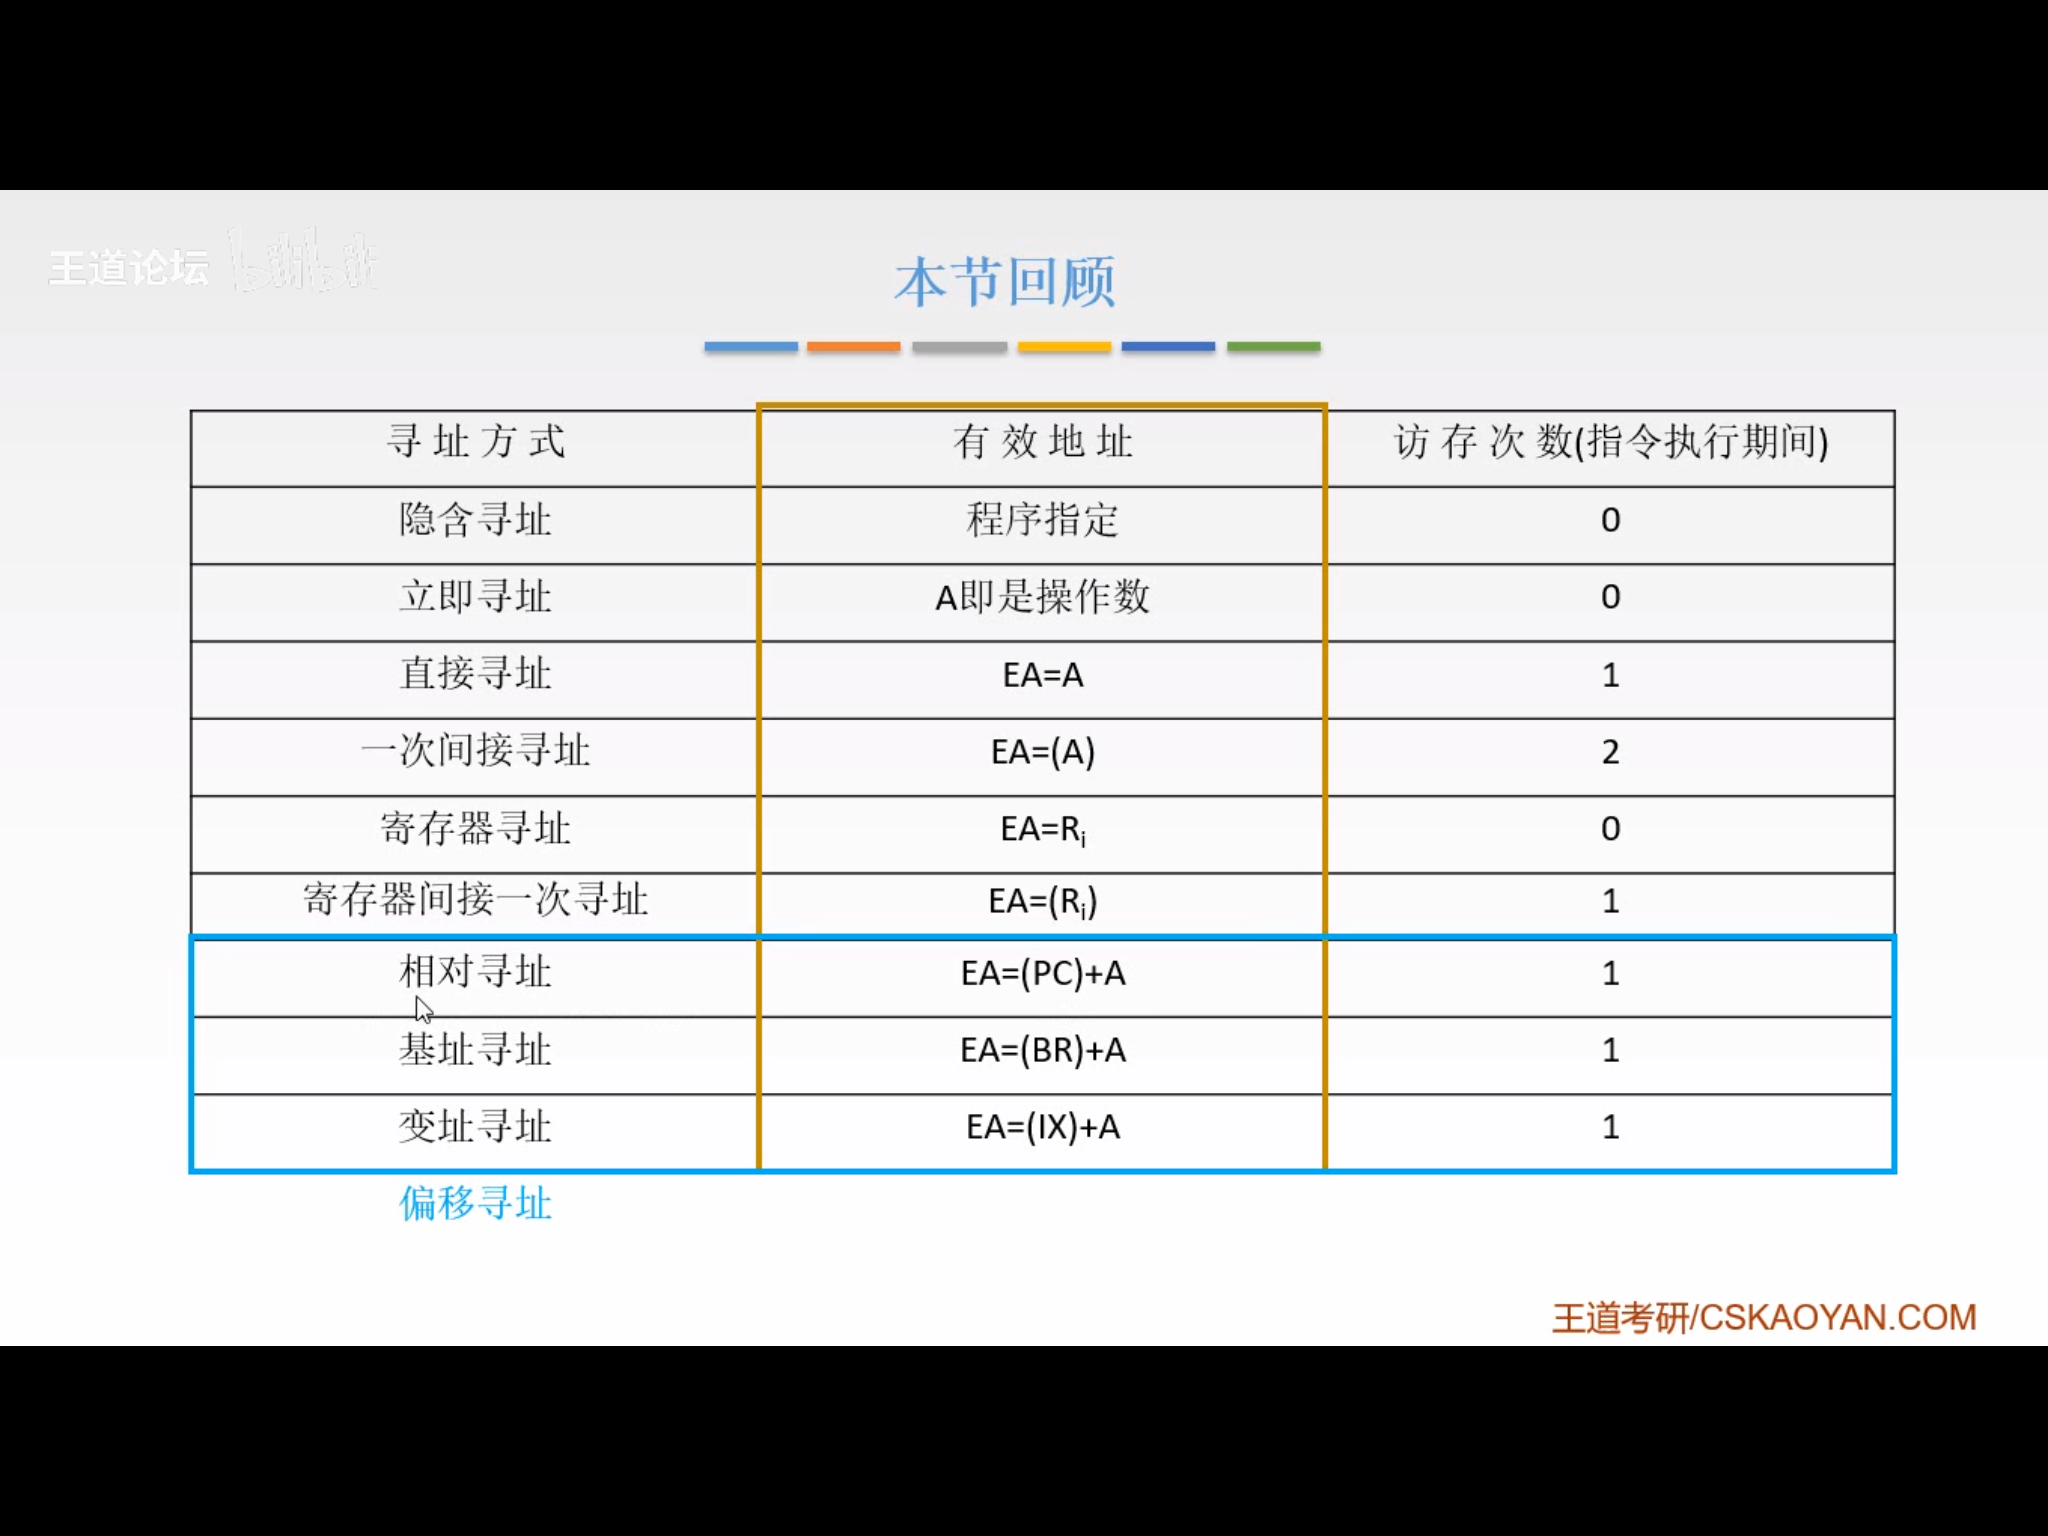 王道论坛 bilibili
本节回顾
寻址方式 有效地址 访存次数(指令执行期间)
隐含寻址 程序指定 0
立即寻址 A即是操作数 0
直接寻址 EA=A 1
一次间接寻址 EA=(A) 2
寄存器寻址 EA=Ri 0
寄存器间接一次寻址 EA=(Ri) 1
相对寻址 EA=(PC)+A 1
基址寻址 EA=(BR)+A 1
变址寻址 EA=(IX)+A 1
偏移寻址
王道考研/CSKAOYAN.COM